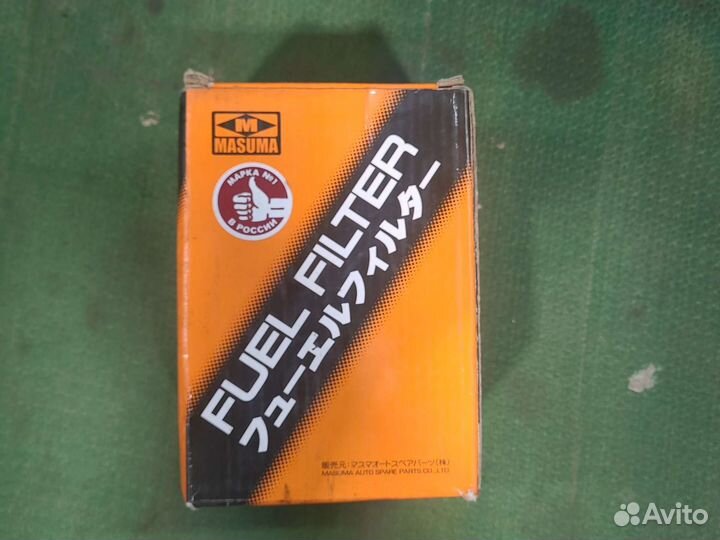 M
MASUMA
МАРКА №1
В РОССИИ
FUEL FILTER
フューエルフィルター
販売元:マスマオートスペアパーツ(株)
MASUMA AUTO SPARE PARTS CO.,LTD
Avito